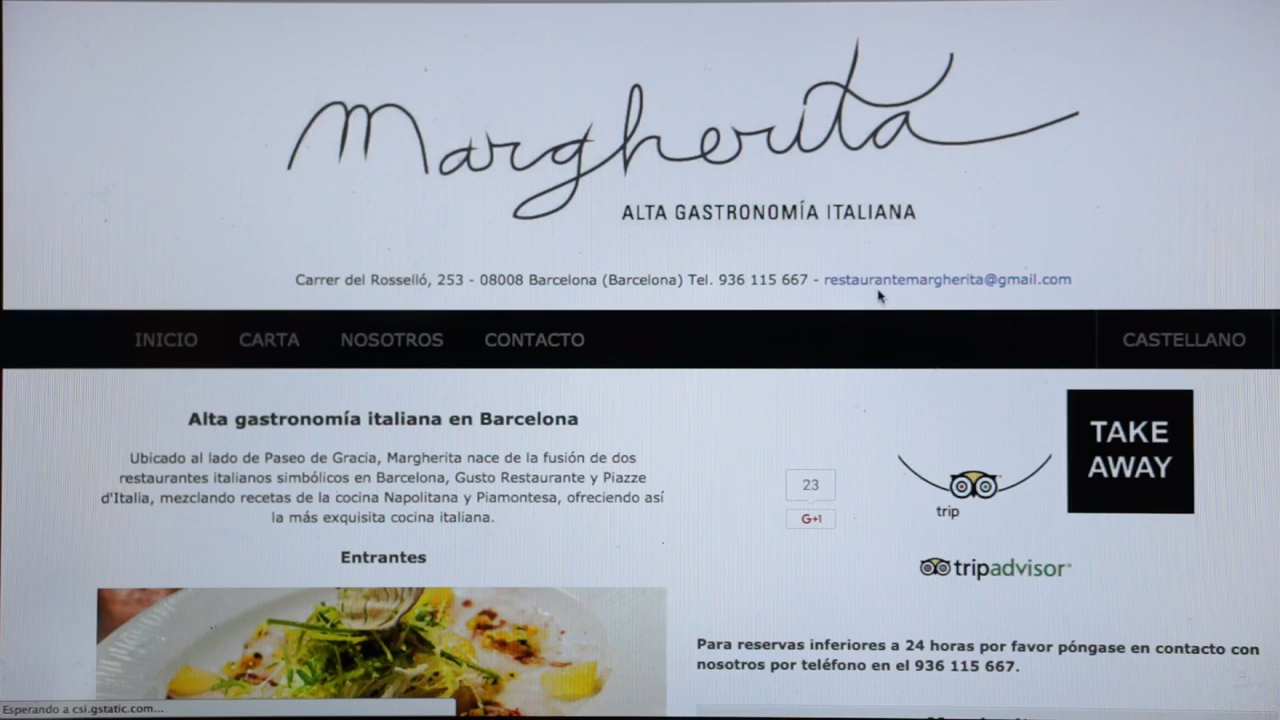 Margherita
ALTA GASTRONOMÍA ITALIANA
Carrer del Rosselló, 253 - 08008 Barcelona (Barcelona) Tel. 936 115 667 - restaurantemargherita@gmail.com
INICIO CARTA NOSOTROS CONTACTO CASTELLANO
Alta gastronomía italiana en Barcelona
Ubicado al lado de Paseo de Gracia, Margherita nace de la fusión de dos
restaurantes italianos simbólicos en Barcelona, Gusto Restaurante y Piazze
d'Italia, mezclando recetas de la cocina Napolitana y Piamontesa, ofreciendo así
la más exquisita cocina italiana.
Entrantes
23
G+1
trip
tripadvisor®
TAKE
AWAY
Para reservas inferiores a 24 horas por favor póngase en contacto con
nosotros por teléfono en el 936 115 667.
Esperando a csi.gstatic.com...